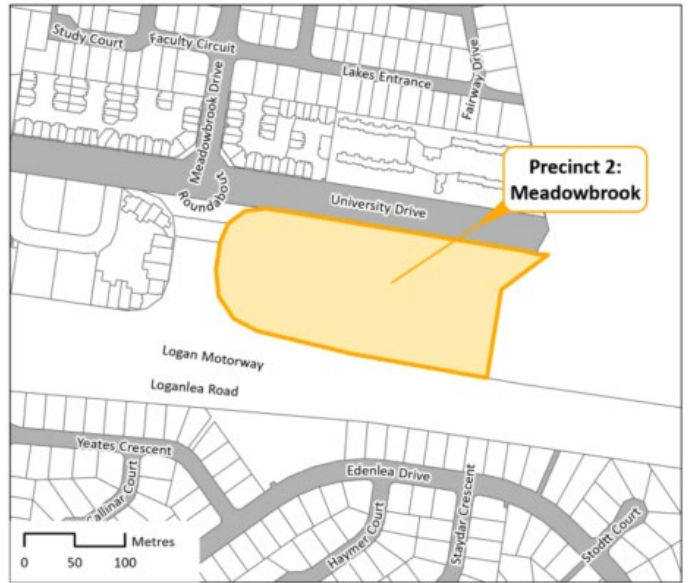 Study Court
Faculty Circuit
Lakes Entrance
Fairway Drive
Meadowbrook Drive
Roundabout
University Drive
Precinct 2:
Meadowbrook
Logan Motorway
Loganlea Road
Yeates Crescent
Edenlea Drive
Haymer Court
Staydar Crescent
Stodtt Court
Metres
0 50 100